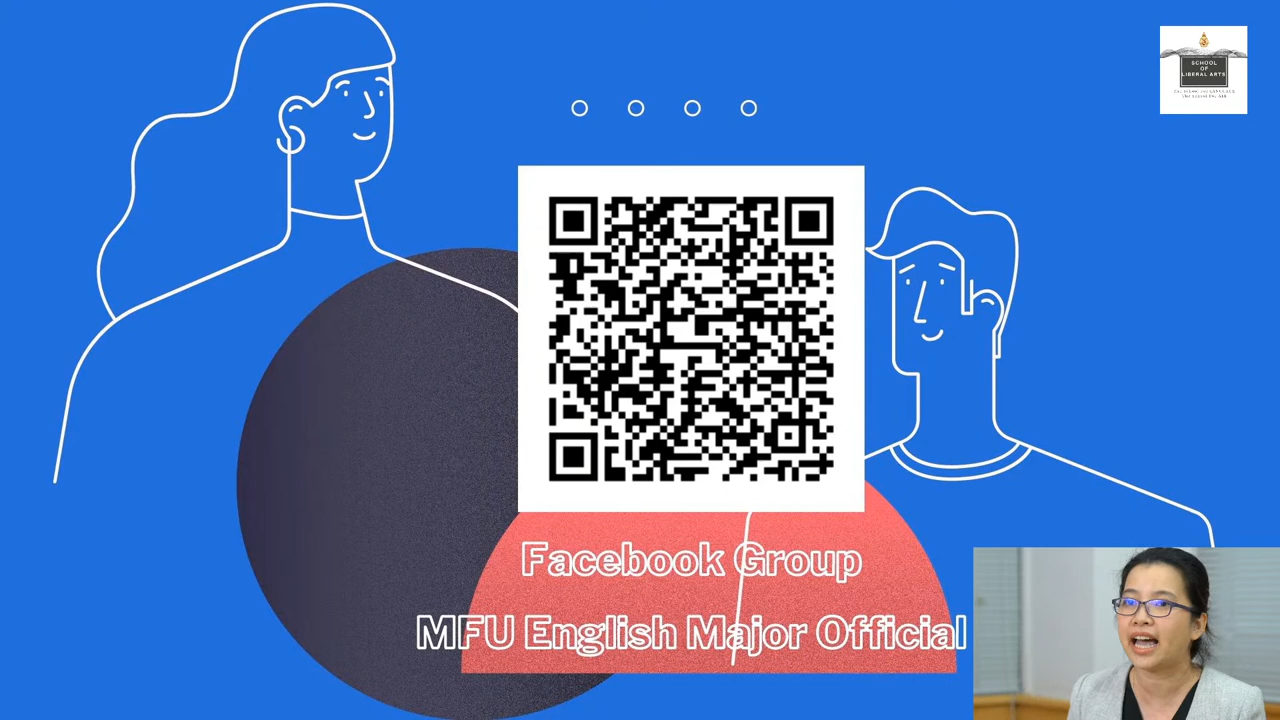 SCHOOL
OF
LIBERAL ARTS
Facebook Group
MFU English Major Official